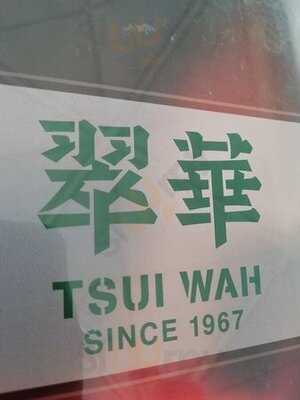 翠華
TSUI WAH
SINCE 1967